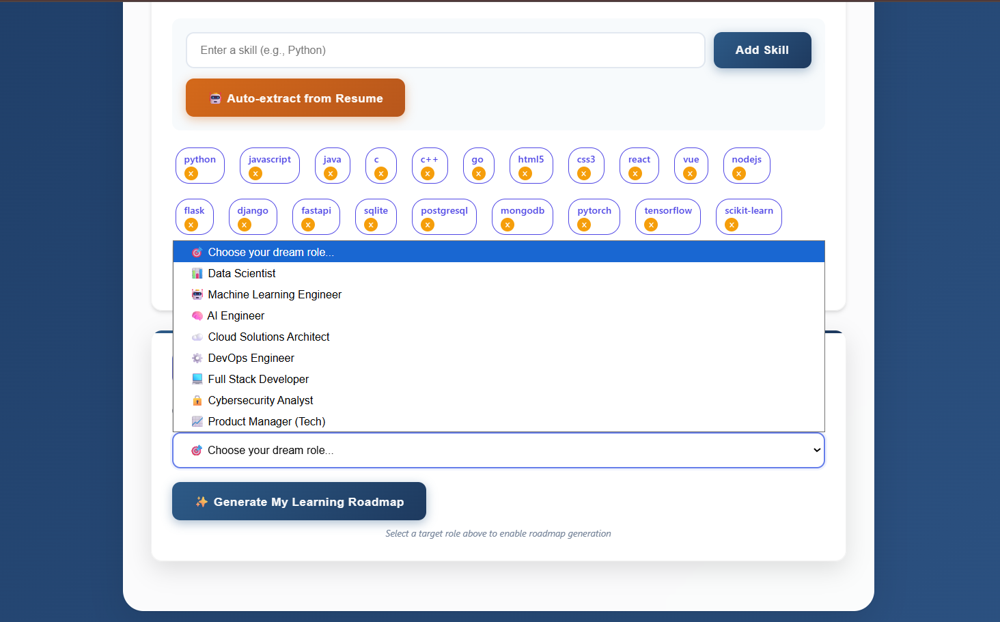 Enter a skill (e.g., Python)
Add Skill
Auto-extract from Resume
python javascript java c c++ go html5 css3 react vue nodejs
x x x x x x x x x x x
flask django fastapi sqlite postgresql mongodb pytorch tensorflow scikit-learn
x x x x x x x x x
Choose your dream role...
Data Scientist
Machine Learning Engineer
AI Engineer
Cloud Solutions Architect
DevOps Engineer
Full Stack Developer
Cybersecurity Analyst
Product Manager (Tech)
Choose your dream role...
Generate My Learning Roadmap
Select a target role above to enable roadmap generation